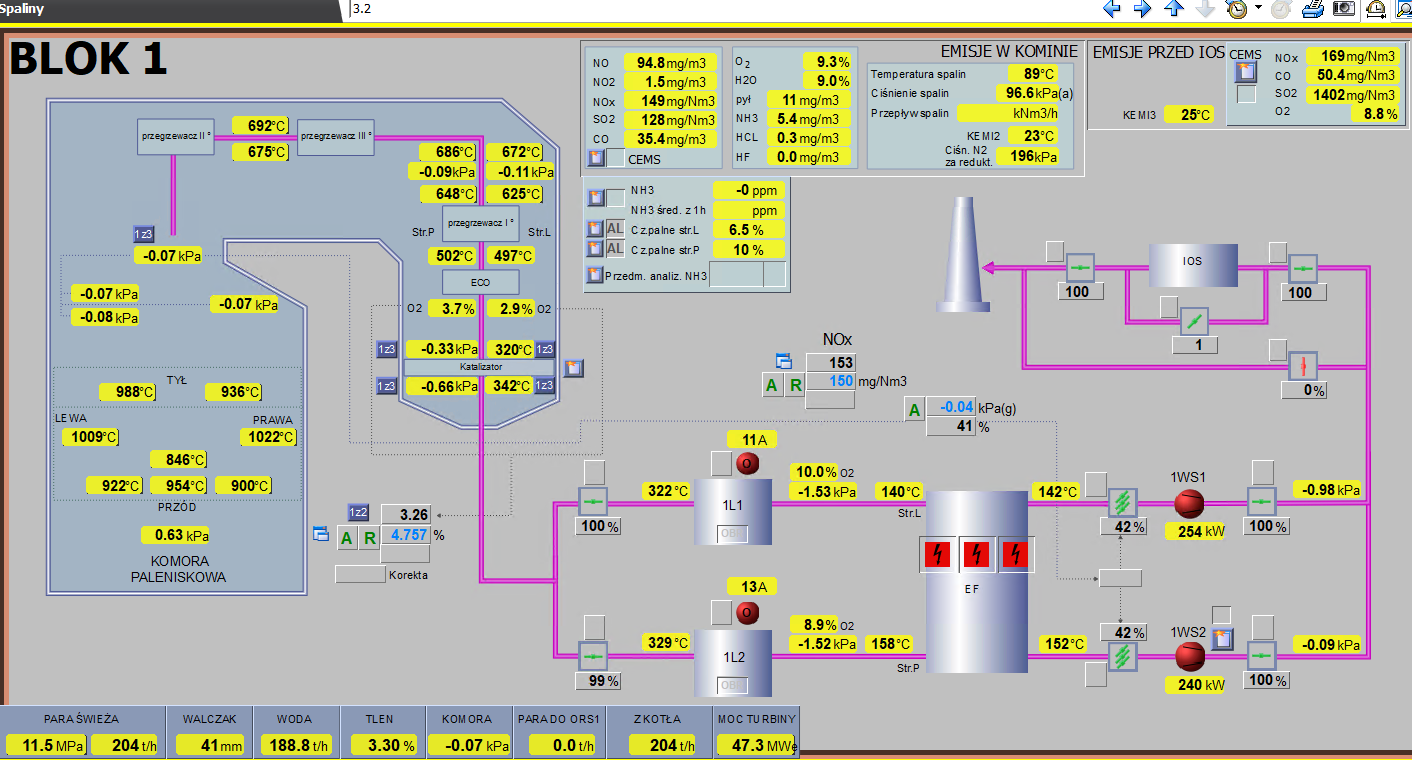 Spaliny
3.2
BLOK 1
EMISJE W KOMINIE
NO 94.8 mg/m3
NO2 1.5 mg/m3
NOx 149 mg/Nm3
SO2 128 mg/Nm3
CO 35.4 mg/m3
CEMS
O2 9.3 %
H2O 9.0 %
pył 11 mg/m3
NH3 5.4 mg/m3
HCL 0.3 mg/m3
HF 0.0 mg/m3
Temperatura spalin 89 °C
Ciśnienie spalin 96.6 kPa(a)
Przepływ spalin kNm3/h
KEMI2 23 °C
Ciśn. N2
za redukt. 196 kPa
EMISJE PRZED IOS
CEMS
KEMI3 25 °C
NOx 169 mg/Nm3
CO 50.4 mg/Nm3
SO2 1402 mg/Nm3
O2 8.8 %
NH3 -0 ppm
NH3 śred. z 1h ppm
AL Cz.palne str.L 6.5 %
AL Cz.palne str.P 10 %
Przedm. analiz. NH3
przegrzewacz II °
692 °C
675 °C
przegrzewacz III °
686 °C 672 °C
-0.09 kPa -0.11 kPa
648 °C 625 °C
Str.P przegrzewacz I ° Str.L
502 °C 497 °C
ECO
O2 3.7 % 2.9 % O2
1z3 -0.33 kPa 320 °C 1z3
Katalizator
1z3 -0.66 kPa 342 °C 1z3
1z3
-0.07 kPa
-0.07 kPa
-0.07 kPa
-0.08 kPa
TYŁ
988 °C 936 °C
LEWA PRAWA
1009 °C 1022 °C
846 °C
922 °C 954 °C 900 °C
PRZÓD
0.63 kPa
KOMORA
PALENISKOWA
1z2 3.26
A R 4.757 %
Korekta
NOx
153
A R 150 mg/Nm3
A -0.04 kPa(g)
41 %
IOS
100
100
1
0%
100 %
322 °C
11 A
O
1L1
OB
10.0 % O2
-1.53 kPa
140 °C
Str.L
142 °C
42 %
1WS1
254 kW
100 %
-0.98 kPa
EF
99 %
329 °C
13 A
O
1L2
OB
8.9 % O2
-1.52 kPa
158 °C
Str.P
152 °C
42 %
1WS2
240 kW
100 %
-0.09 kPa
PARA ŚWIEŻA WALCZAK WODA TLEN KOMORA PARA DO ORS1 Z KOTŁA MOC TURBINY
11.5 MPa 204 t/h 41 mm 188.8 t/h 3.30 % -0.07 kPa 0.0 t/h 204 t/h 47.3 MWe